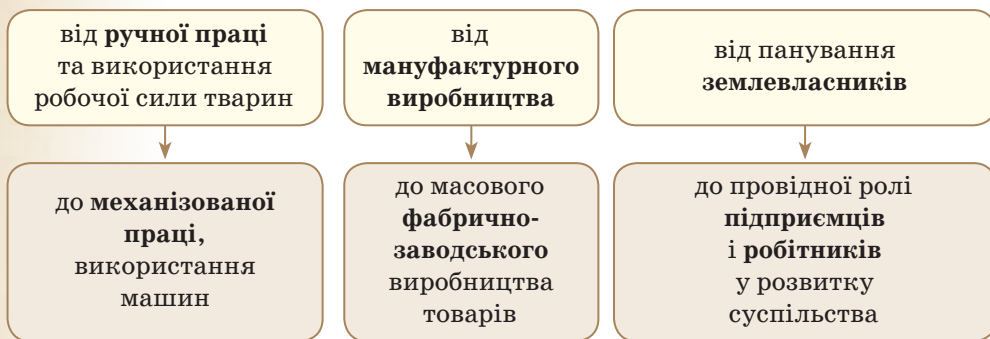 від ручної праці
та використання
робочої сили тварин
від
мануфактурного
виробництва
від панування
землевласників
до механізованої
праці,
використання
машин
до масового
фабрично-
заводського
виробництва
товарів
до провідної ролі
підприємців
і робітників
у розвитку
суспільства